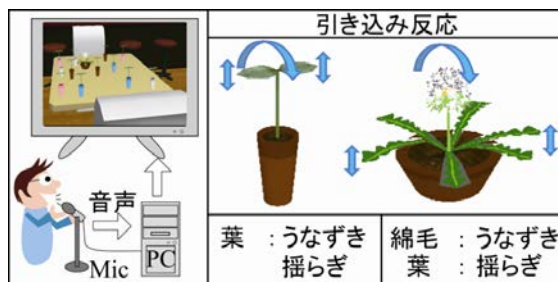 引き込み反応
音声
Mic
PC
葉 : うなずき
揺らぎ
綿毛 : うなずき
葉 : 揺らぎ